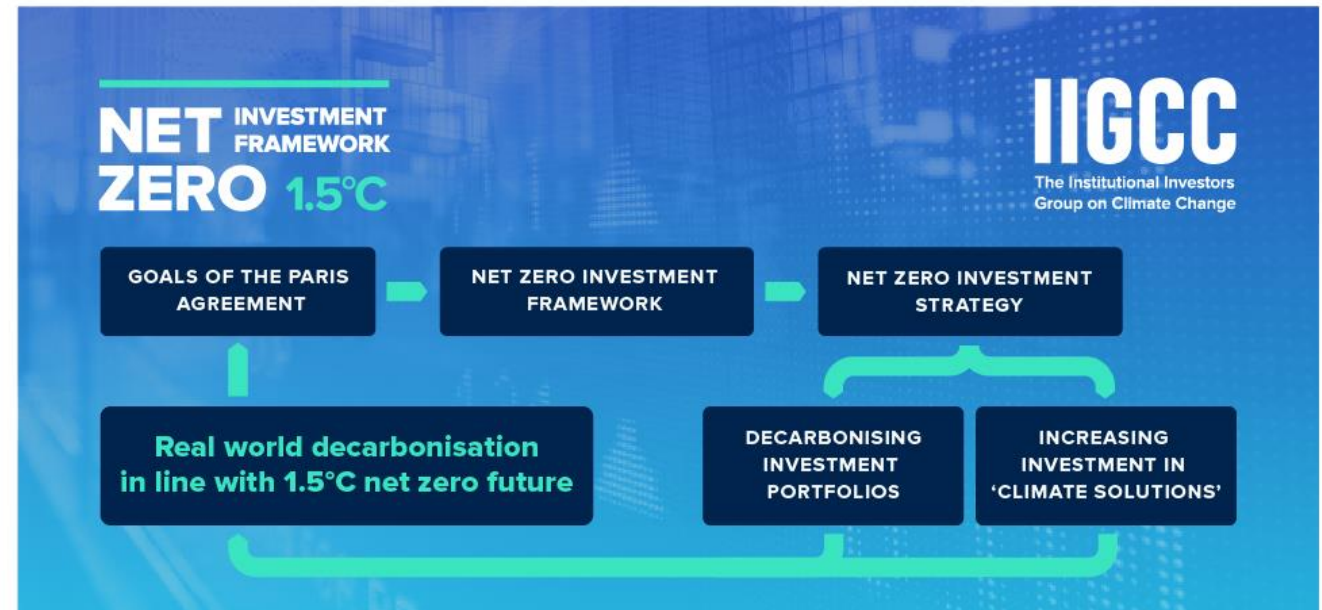 NET INVESTMENT
FRAMEWORK
ZERO 1.5°C
IIGCC
The Institutional Investors
Group on Climate Change
GOALS OF THE PARIS
AGREEMENT
NET ZERO INVESTMENT
FRAMEWORK
NET ZERO INVESTMENT
STRATEGY
Real world decarbonisation
in line with 1.5°C net zero future
DECARBONISING
INVESTMENT
PORTFOLIOS
INCREASING
INVESTMENT IN
‘CLIMATE SOLUTIONS’